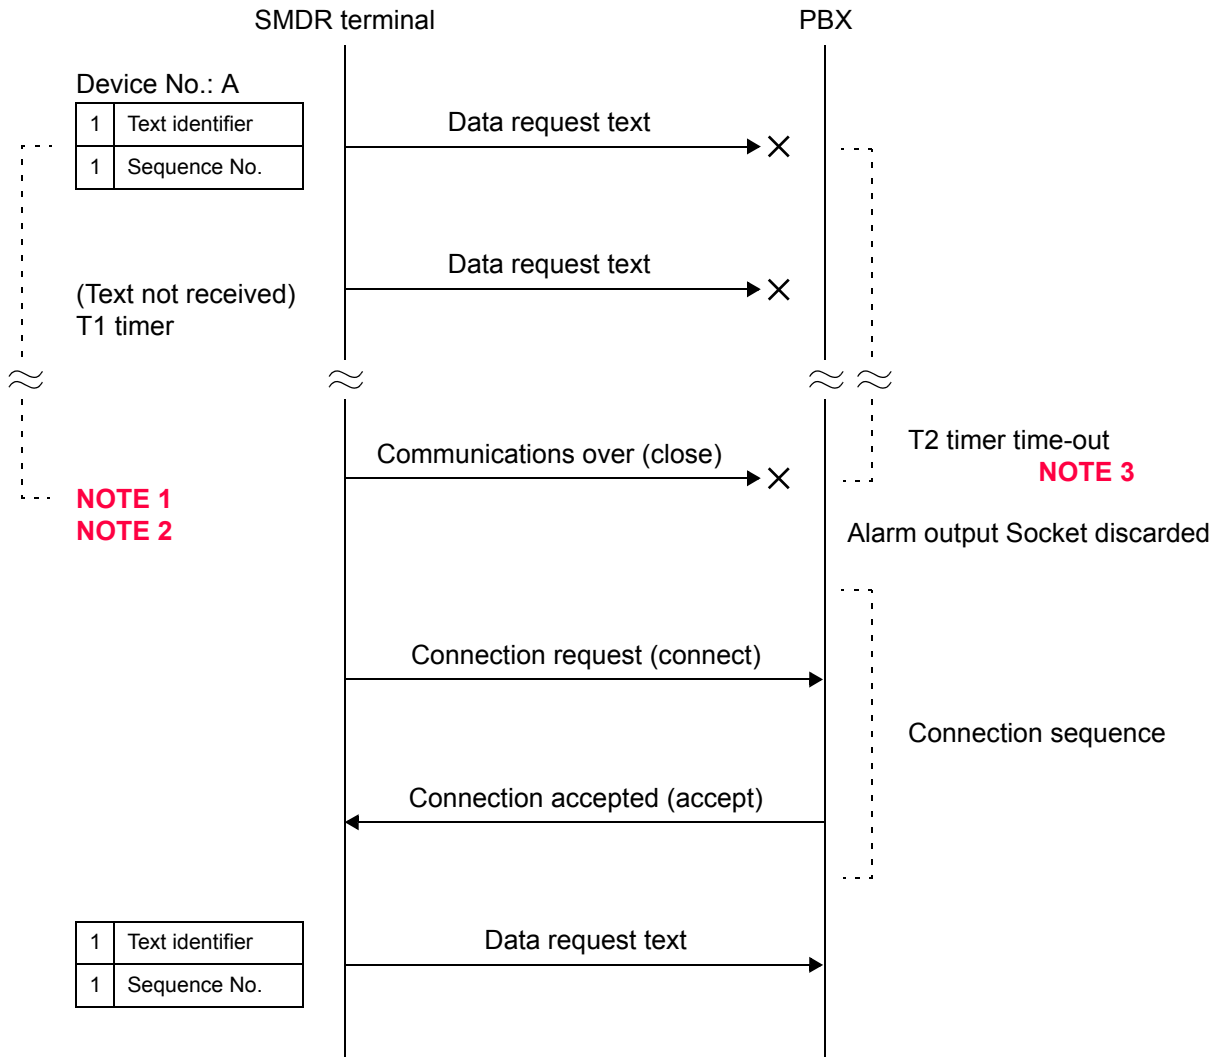 SMDR terminal
PBX
Device No.: A
1 Text identifier
1 Sequence No.
Data request text
Data request text
(Text not received)
T1 timer
Communications over (close)
T2 timer time-out
NOTE 3
NOTE 1
NOTE 2
Alarm output Socket discarded
Connection request (connect)
Connection sequence
Connection accepted (accept)
1 Text identifier
1 Sequence No.
Data request text